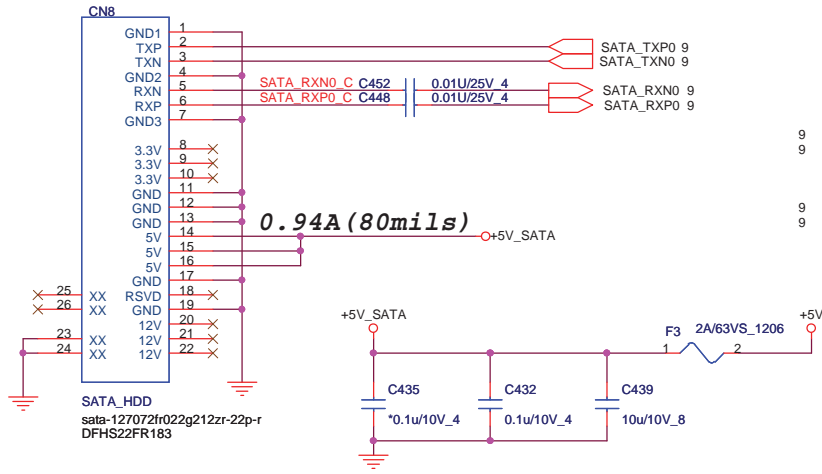 CN8
GND1 1
TXP 2 SATA_TXP0 9
TXN 3 SATA_TXN0 9
GND2 4
RXN 5 SATA_RXN0_C C452 0.01U/25V_4 SATA_RXN0 9
RXP 6 SATA_RXP0_C C448 0.01U/25V_4 SATA_RXP0 9
GND3 7
9
3.3V 8
9
3.3V 9
3.3V 10
GND 11
GND 12
9
GND 13
0.94A(80mils)
9
5V 14 +5V_SATA
5V 15
5V 16
GND 17
25 XX RSVD 18
26 XX GND 19
12V 20
23 XX 12V 21
24 XX 12V 22
+5V_SATA
+5V
F3 2A/63VS_1206
1 2
C435
*0.1u/10V_4
C432
0.1u/10V_4
C439
10u/10V_8
SATA_HDD
sata-127072fr022g212zr-22p-r
DFHS22FR183